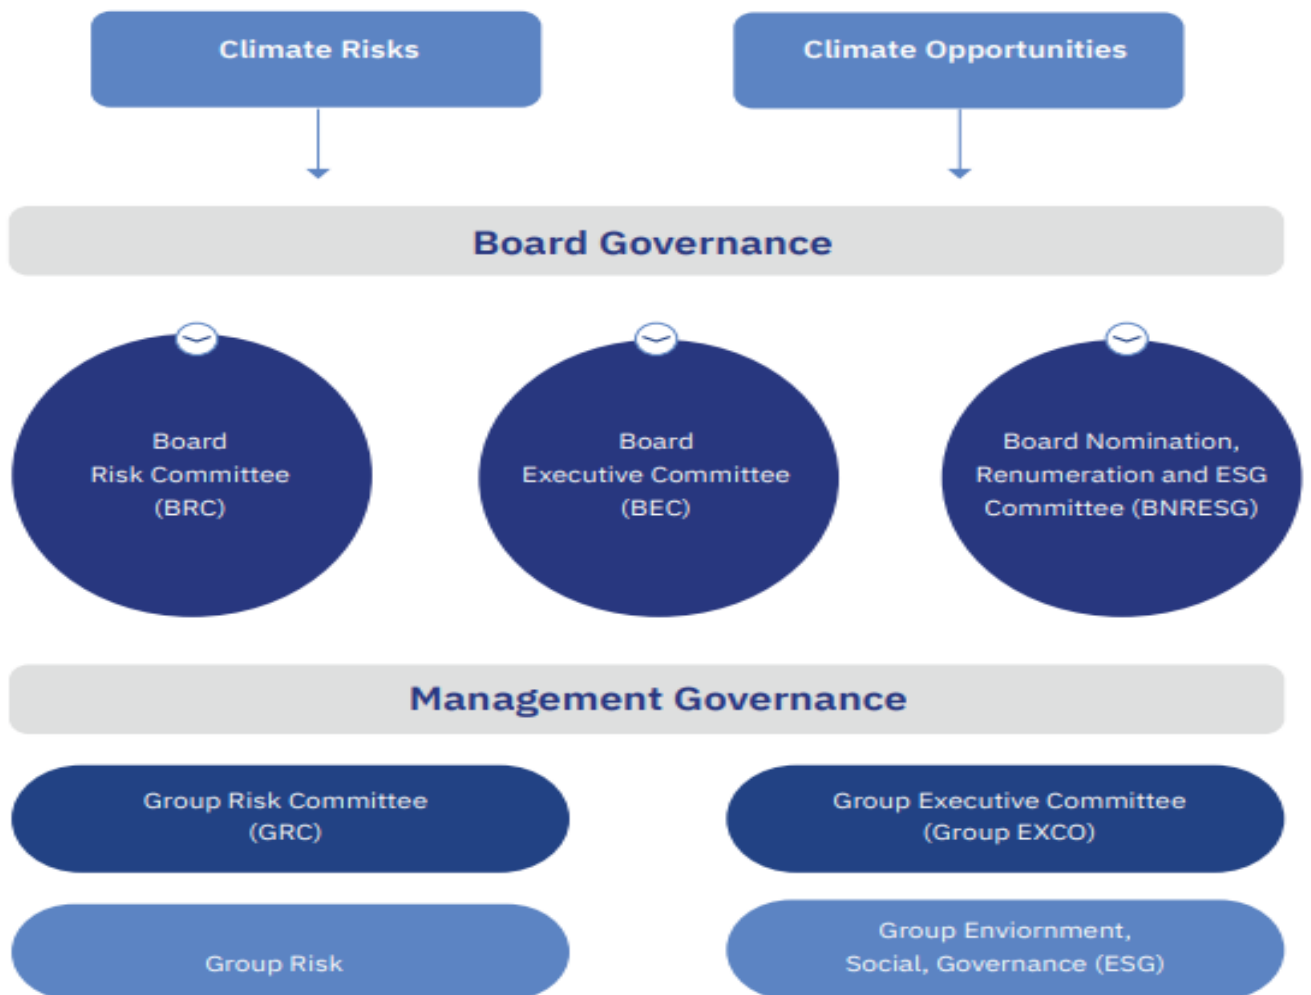 Climate Risks
Climate Opportunities
Board Governance
Board
Risk Committee
(BRC)
Board
Executive Committee
(BEC)
Board Nomination,
Renumeration and ESG
Committee (BNRESG)
Management Governance
Group Risk Committee
(GRC)
Group Executive Committee
(Group EXCO)
Group Risk
Group Enviornment,
Social, Governance (ESG)